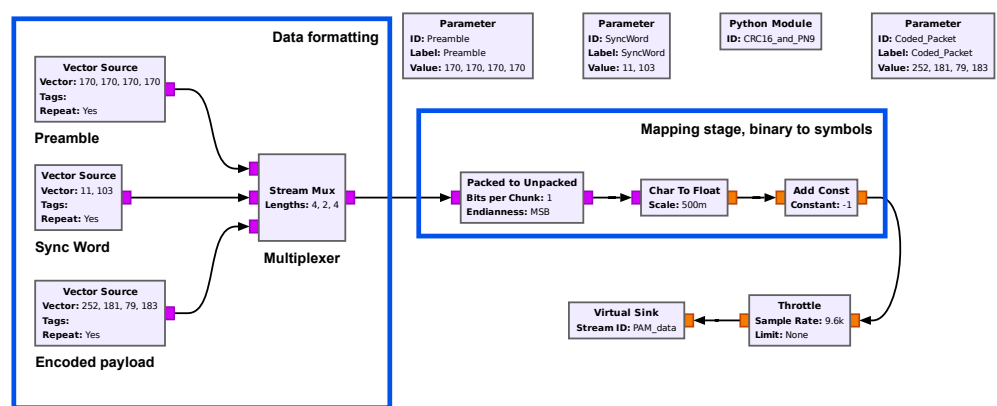 Data formatting
Parameter
ID: Preamble
Label: Preamble
Value: 170, 170, 170, 170
Parameter
ID: SyncWord
Label: SyncWord
Value: 11, 103
Python Module
ID: CRC16_and_PN9
Parameter
ID: Coded_Packet
Label: Coded_Packet
Value: 252, 181, 79, 183
Vector Source
Vector: 170, 170, 170, 170
Tags:
Repeat: Yes
Preamble
Vector Source
Vector: 11, 103
Tags:
Repeat: Yes
Sync Word
Vector Source
Vector: 252, 181, 79, 183
Tags:
Repeat: Yes
Encoded payload
Stream Mux
Lengths: 4, 2, 4
Multiplexer
Mapping stage, binary to symbols
Packed to Unpacked
Bits per Chunk: 1
Endianness: MSB
Char To Float
Scale: 500m
Add Const
Constant: -1
Virtual Sink
Stream ID: PAM_data
Throttle
Sample Rate: 9.6k
Limit: None